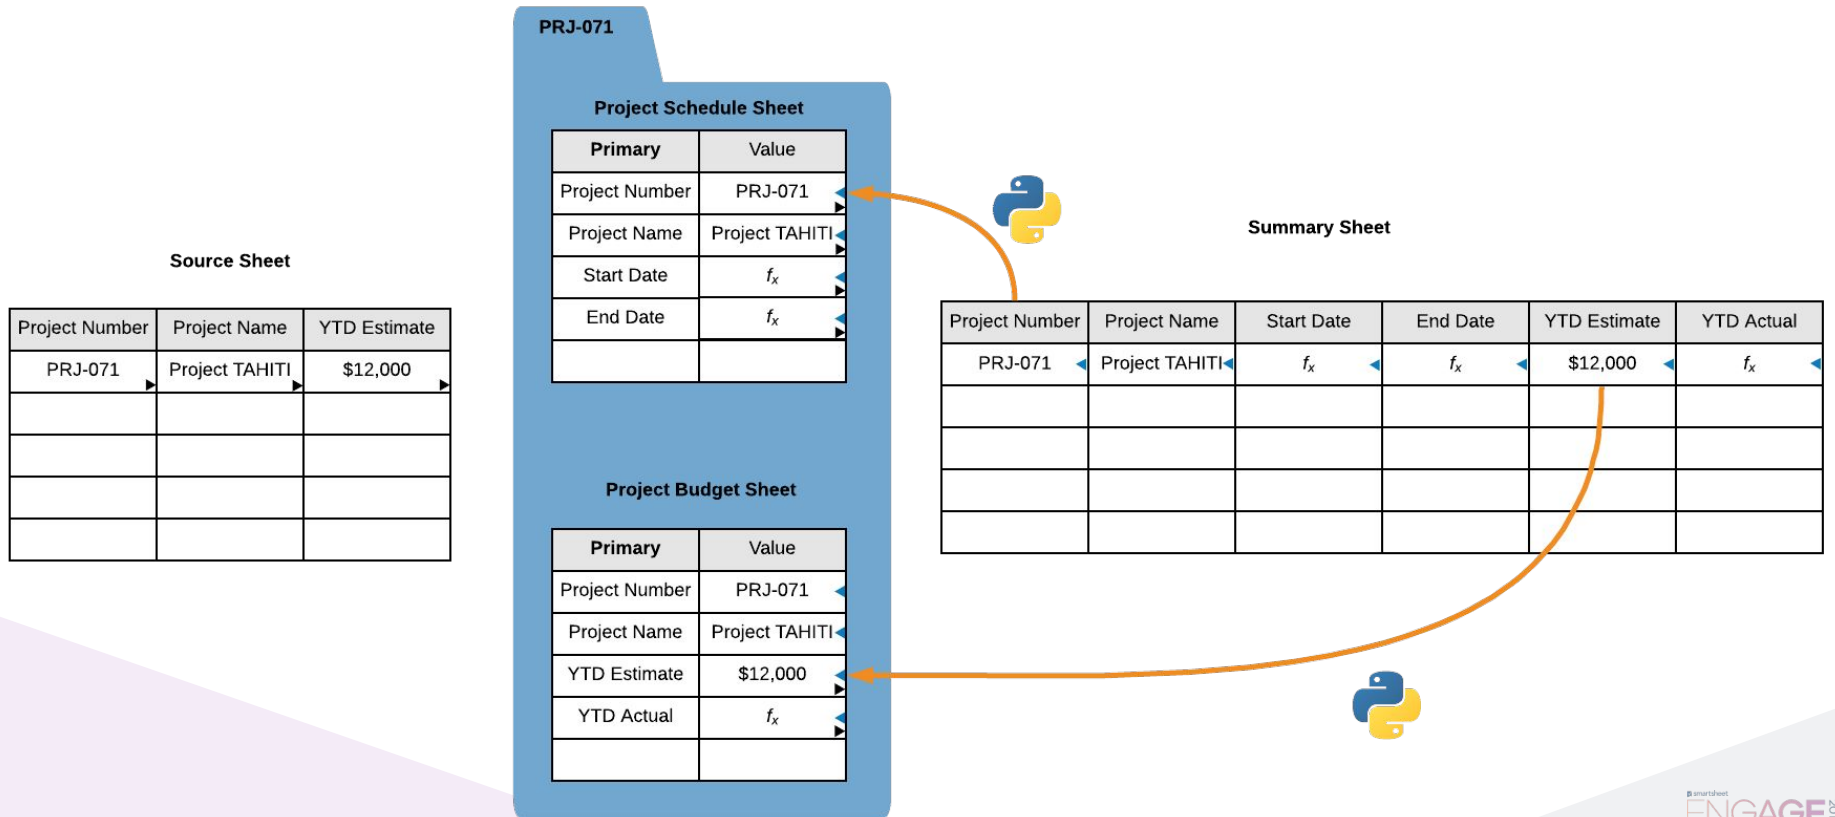 PRJ-071
Project Schedule Sheet
Primary Value
Project Number PRJ-071
Project Name Project TAHITI
Start Date fx
End Date fx
Source Sheet
Project Number Project Name YTD Estimate
PRJ-071 Project TAHITI $12,000
Summary Sheet
Project Number Project Name Start Date End Date YTD Estimate YTD Actual
PRJ-071 Project TAHITI fx fx $12,000 fx
Project Budget Sheet
Primary Value
Project Number PRJ-071
Project Name Project TAHITI
YTD Estimate $12,000
YTD Actual fx
smartsheet
ENGAGE